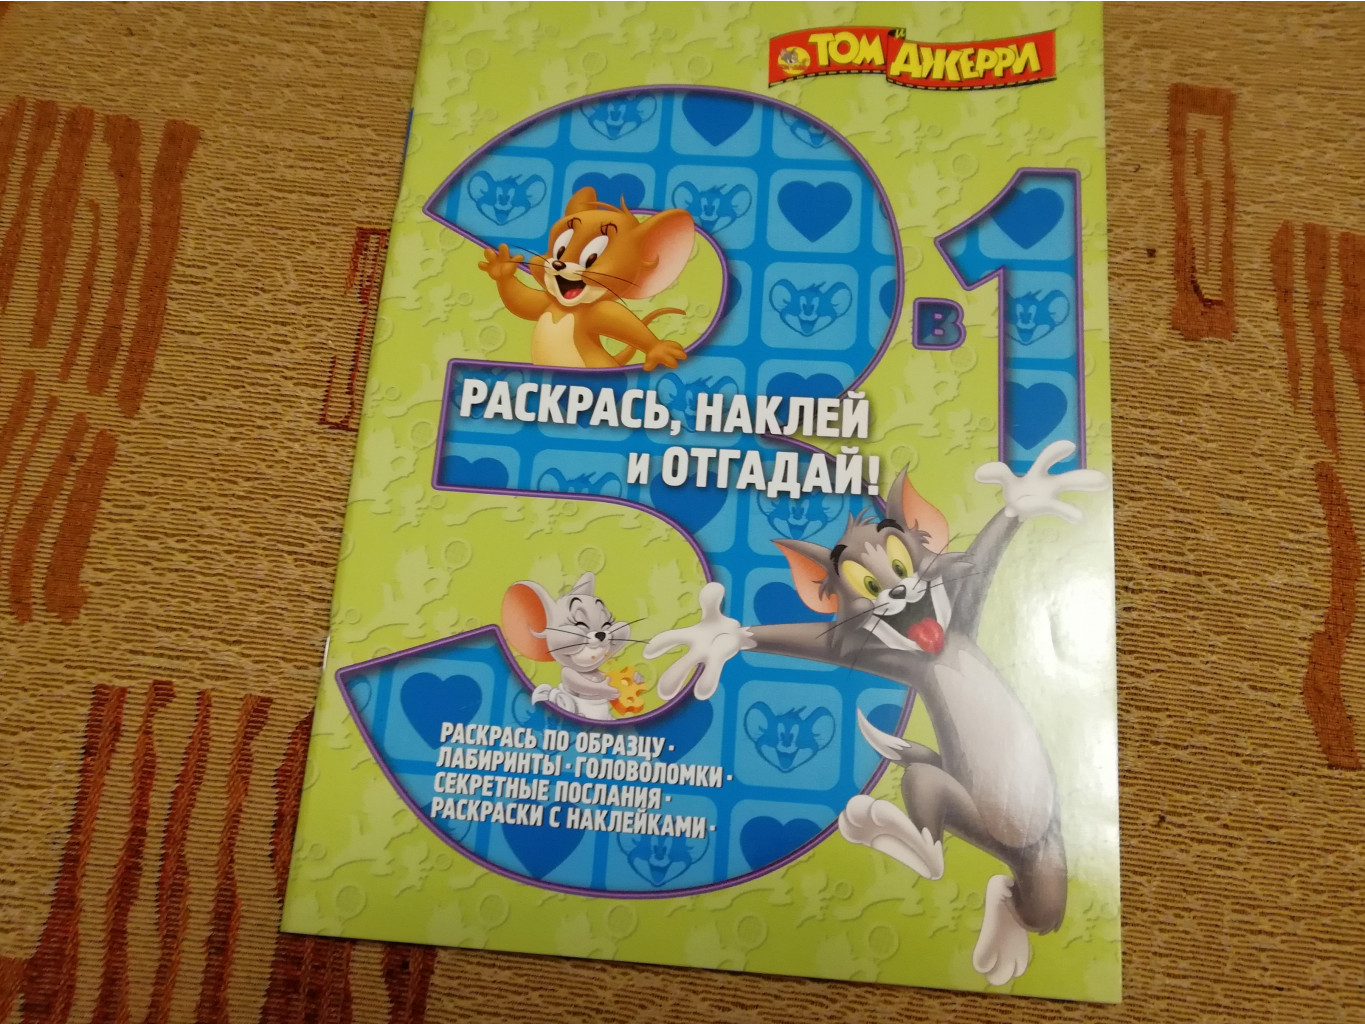 ТОМ и ДЖЕРРИ
3 в 1
РАСКРАСЬ, НАКЛЕЙ
и ОТГАДАЙ!
РАСКРАСЬ ПО ОБРАЗЦУ·
ЛАБИРИНТЫ·ГОЛОВОЛОМКИ·
СЕКРЕТНЫЕ ПОСЛАНИЯ·
РАСКРАСКИ С НАКЛЕЙКАМИ·